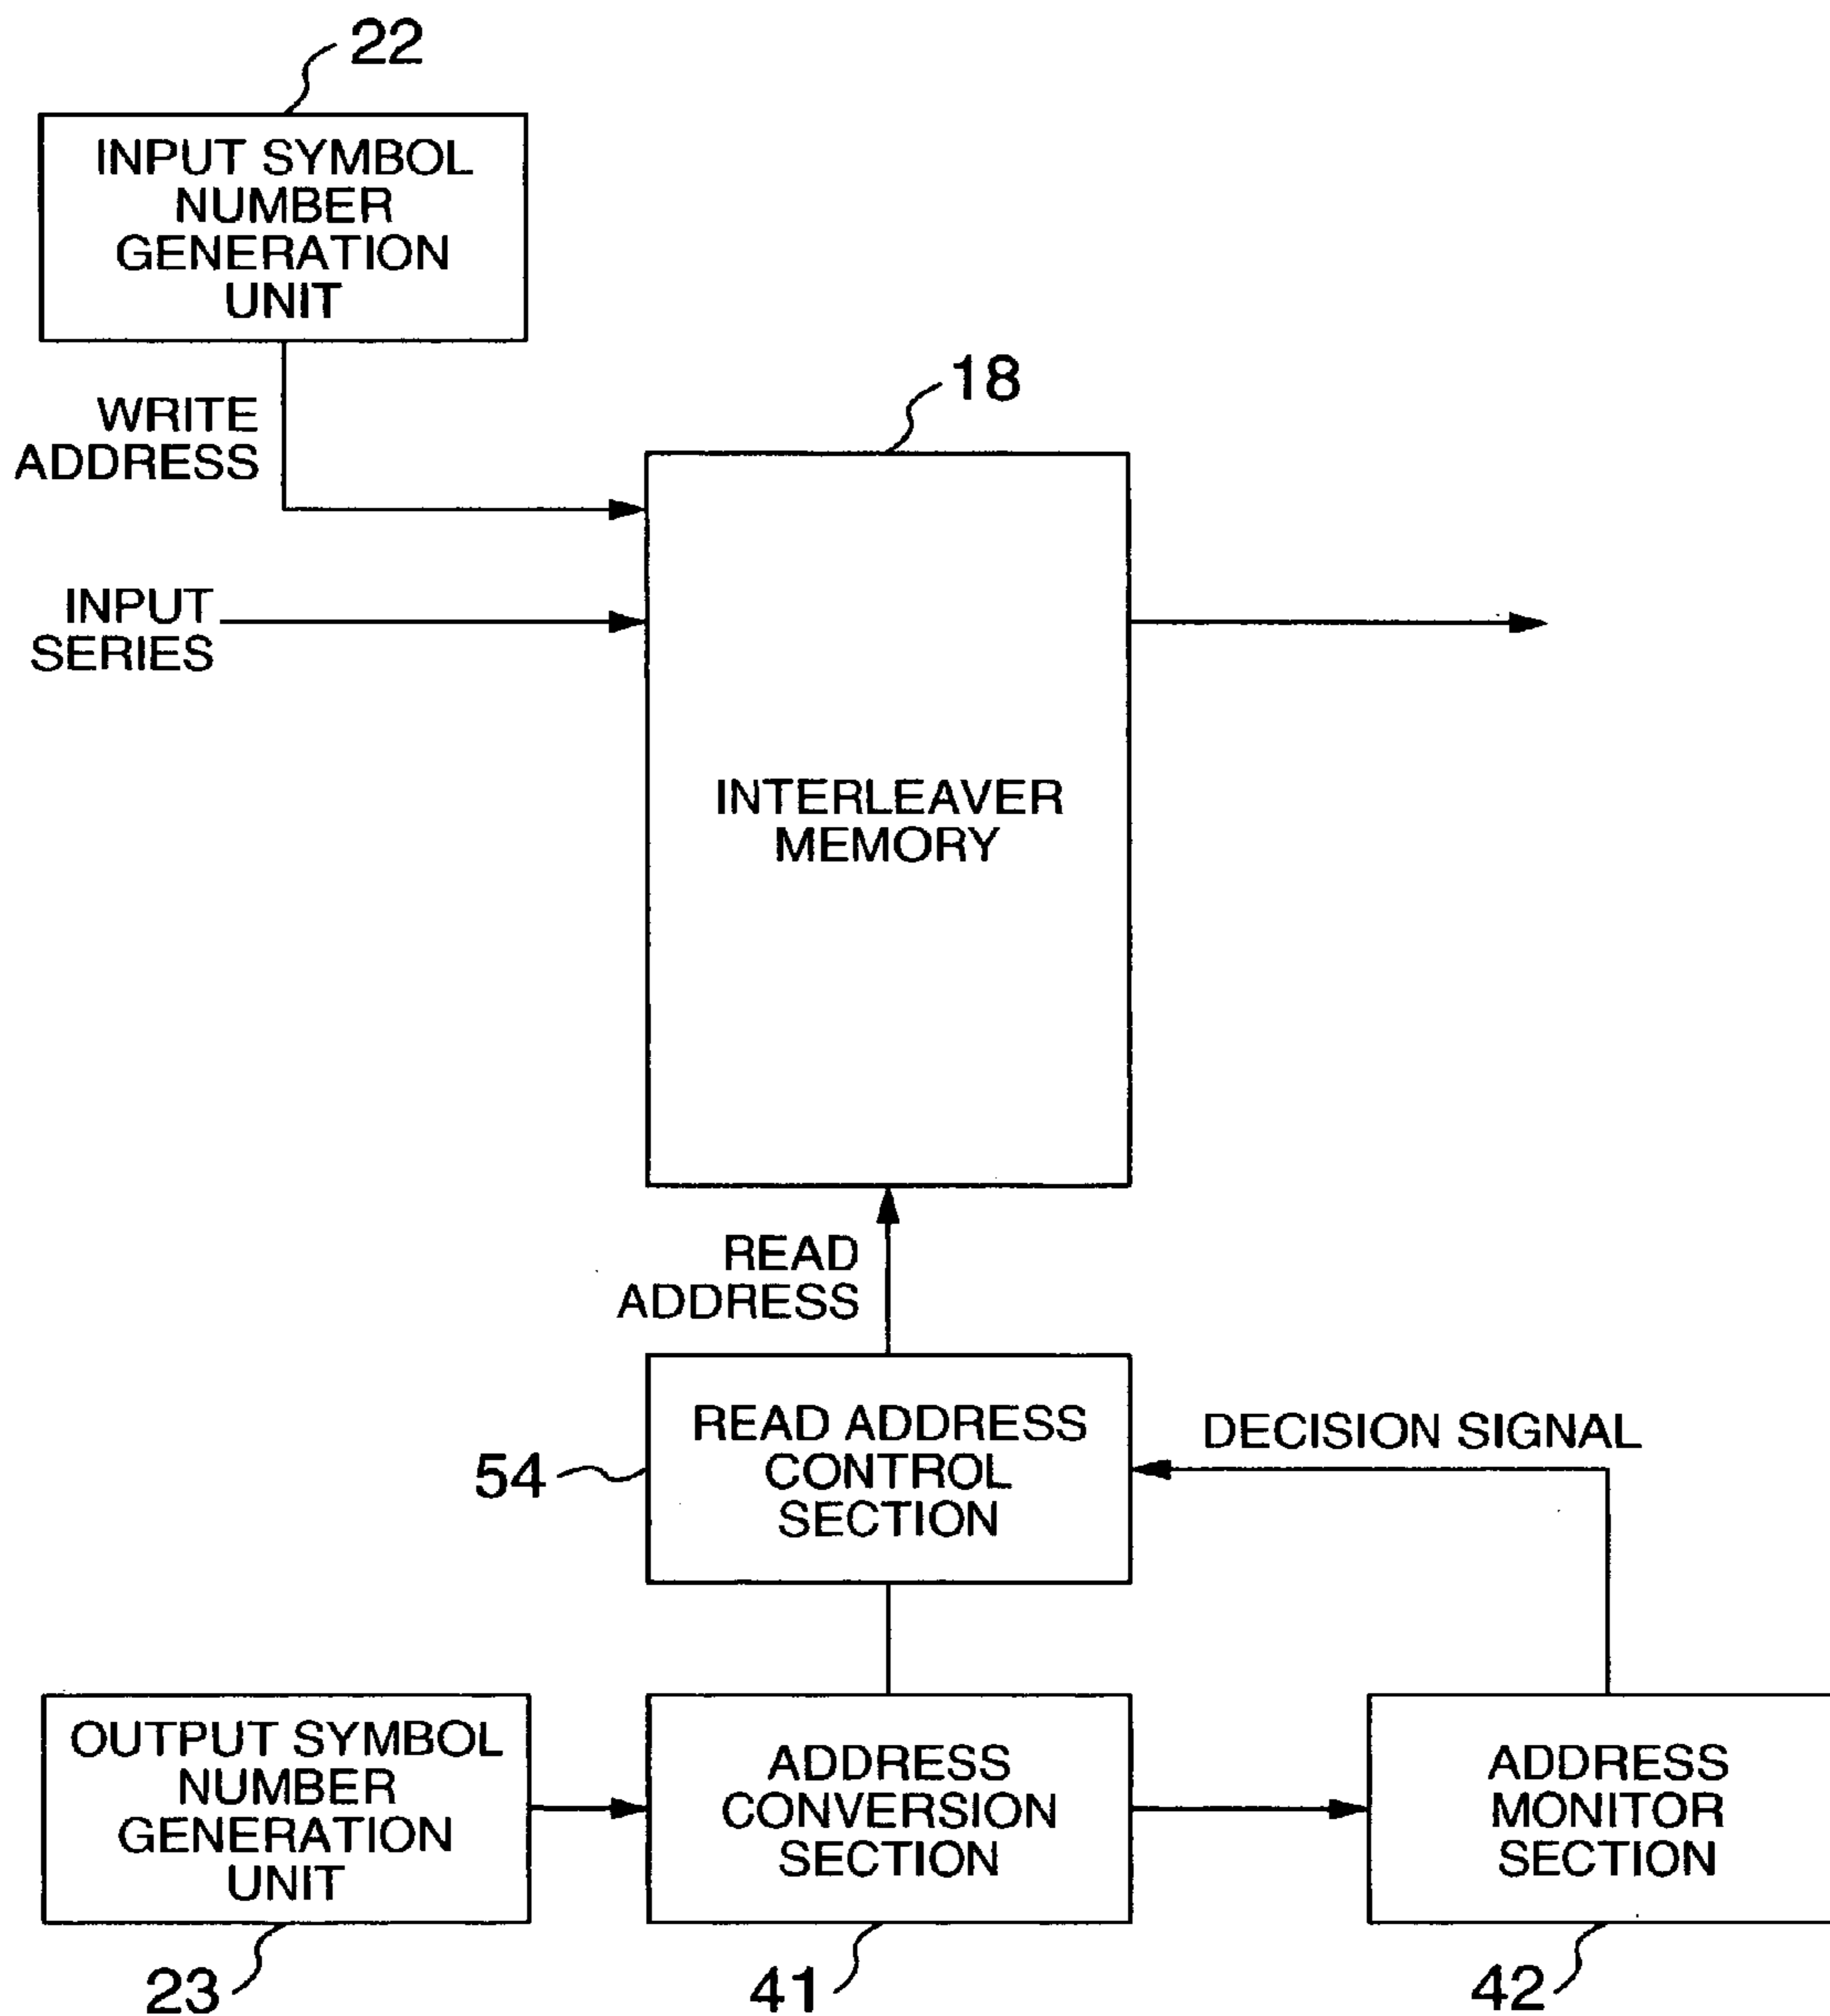 22
INPUT SYMBOL
NUMBER
GENERATION
UNIT
WRITE
ADDRESS
18
INPUT
SERIES
INTERLEAVER
MEMORY
READ
ADDRESS
54
READ ADDRESS
CONTROL
SECTION
DECISION SIGNAL
OUTPUT SYMBOL
NUMBER
GENERATION
UNIT
ADDRESS
CONVERSION
SECTION
ADDRESS
MONITOR
SECTION
23
41
42